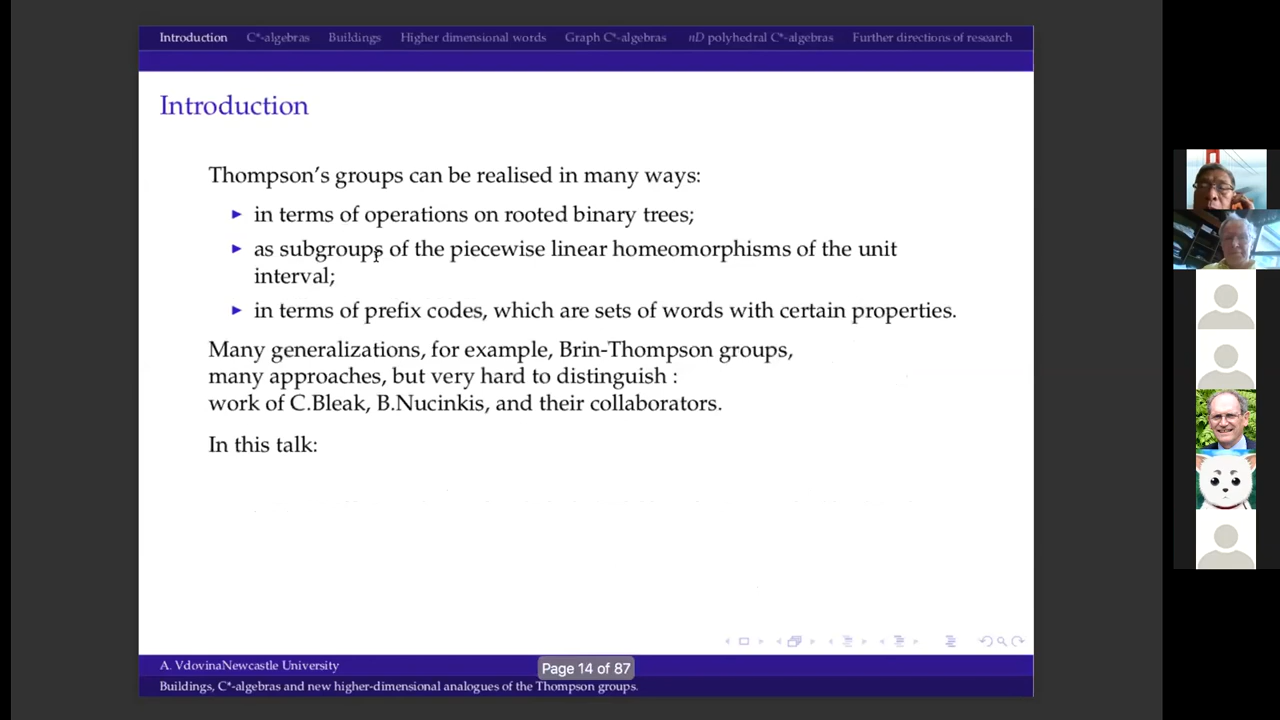 Introduction C*-algebras Buildings Higher dimensional words Graph C*-algebras nD polyhedral C*-algebras Further directions of research
Introduction
Thompson's groups can be realised in many ways:
in terms of operations on rooted binary trees;
as subgroups of the piecewise linear homeomorphisms of the unit
interval;
in terms of prefix codes, which are sets of words with certain properties.
Many generalizations, for example, Brin-Thompson groups,
many approaches, but very hard to distinguish :
work of C.Bleak, B.Nucinkis, and their collaborators.
In this talk:
A. VdovinaNewcastle University
Page 14 of 87
Buildings, C*-algebras and new higher-dimensional analogues of the Thompson groups.